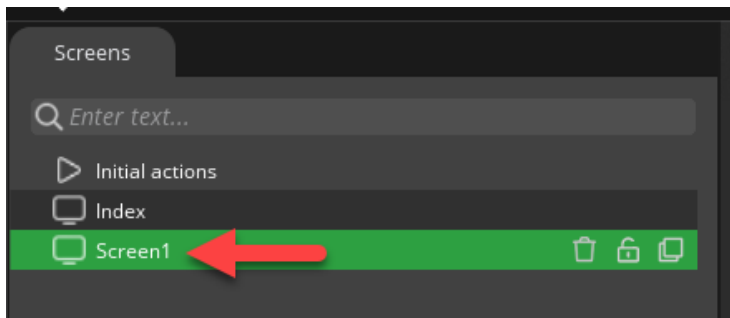 Screens
Enter text...
Initial actions
Index
Screen1